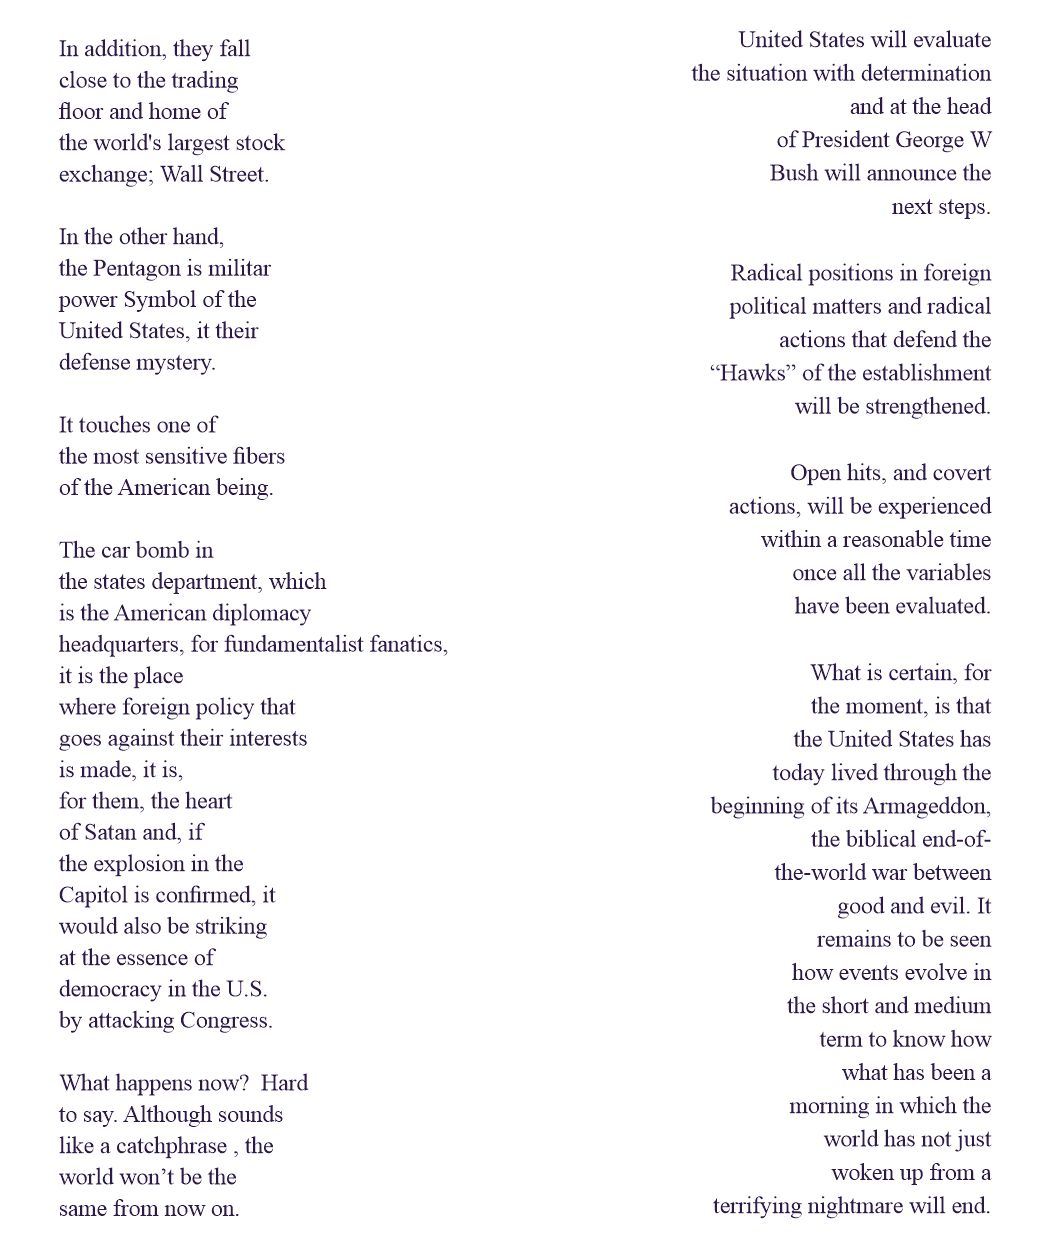 In addition, they fall
close to the trading
floor and home of
the world's largest stock
exchange; Wall Street.
In the other hand,
the Pentagon is militar
power Symbol of the
United States, it their
defense mystery.
It touches one of
the most sensitive fibers
of the American being.
The car bomb in
the states department, which
is the American diplomacy
headquarters, for fundamentalist fanatics,
it is the place
where foreign policy that
goes against their interests
is made, it is,
for them, the heart
of Satan and, if
the explosion in the
Capitol is confirmed, it
would also be striking
at the essence of
democracy in the U.S.
by attacking Congress.
What happens now?  Hard
to say. Although sounds
like a catchphrase , the
world won’t be the
same from now on.
United States will evaluate
the situation with determination
and at the head
of President George W
Bush will announce the
next steps.
Radical positions in foreign
political matters and radical
actions that defend the
“Hawks” of the establishment
will be strengthened.
Open hits, and covert
actions, will be experienced
within a reasonable time
once all the variables
have been evaluated.
What is certain, for
the moment, is that
the United States has
today lived through the
beginning of its Armageddon,
the biblical end-of-
the-world war between
good and evil. It
remains to be seen
how events evolve in
the short and medium
term to know how
what has been a
morning in which the
world has not just
woken up from a
terrifying nightmare will end.